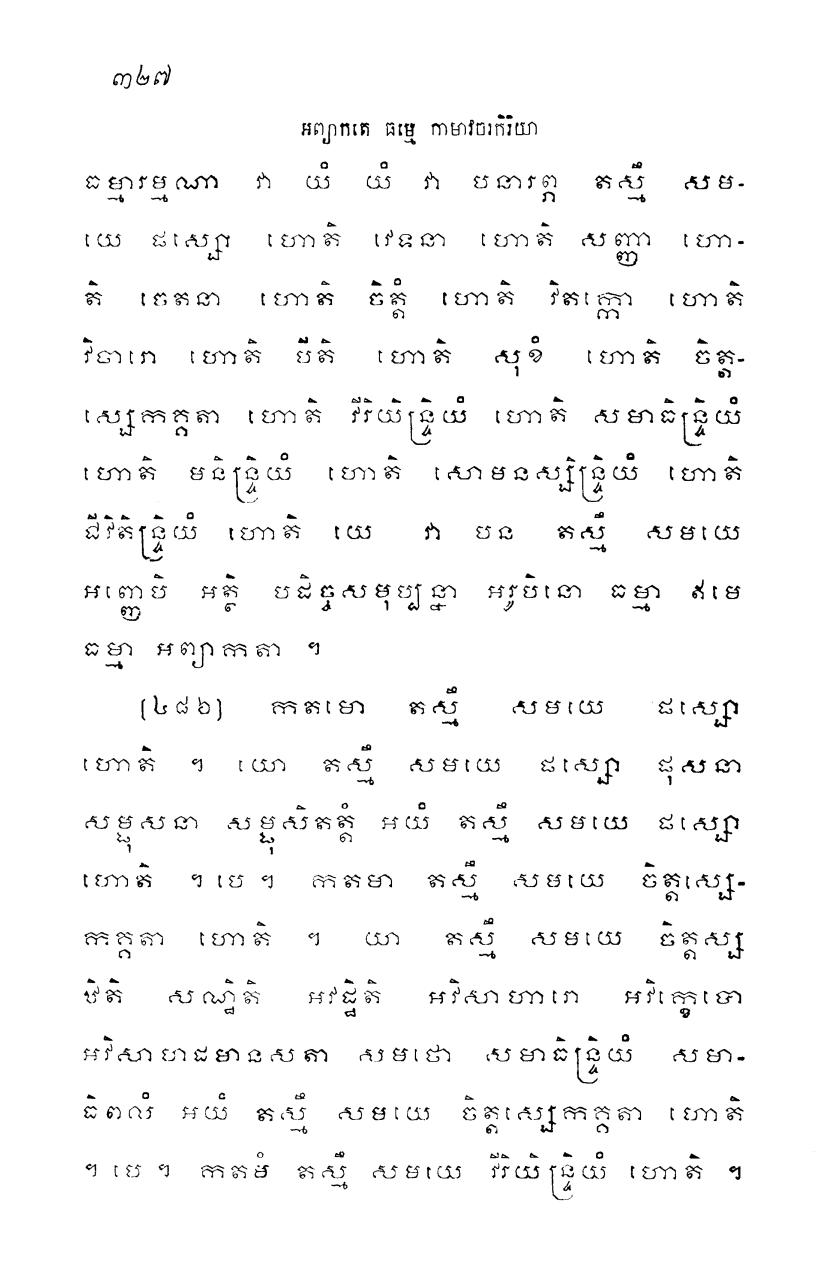 ៣២៧
អព្យាកតេ ធម្មេ កាមាវចរកិរិយា
ធម្មារម្មណា វា យំ យំ វា បនារព្ភ តស្មឹ សម-
យេ ផស្សោ ហោតិ វេទនា ហោតិ សញ្ញា ហោ-
តិ ចេតនា ហោតិ ចិត្តំ ហោតិ វិតក្កោ ហោតិ
វិចារោ ហោតិ បីតិ ហោតិ សុខំ ហោតិ ចិត្ត-
ស្សេកគ្គតា ហោតិ វីរិយិន្ទ្រិយំ ហោតិ សមាធិន្ទ្រិយំ
ហោតិ មនិន្ទ្រិយំ ហោតិ សោមនស្សិន្ទ្រិយំ ហោតិ
ជីវិតិន្ទ្រិយំ ហោតិ យេ វា បន តស្មឹ សមយេ
អញ្ញេបិ អត្ថិ បដិច្ចសមុប្បន្នា អរូបិនោ ធម្មា ឥមេ
ធម្មា អព្យាកតា ។
(៤៨៦) កតមោ តស្មឹ សមយេ ផស្សោ
ហោតិ ។ យោ តស្មឹ សមយេ ផស្សោ ផុសនា
សម្ផុសនា សម្ផុសិតត្តំ អយំ តស្មឹ សមយេ ផស្សោ
ហោតិ ។ បេ ។ កតមា តស្មឹ សមយេ ចិត្តស្សេ-
កគ្គតា ហោតិ ។ យា តស្មឹ សមយេ ចិត្តស្ស
ឋិតិ សណ្ឋិតិ អវដ្ឋិតិ អវិសាហារោ អវិក្ខេបោ
អវិសាហដមានសតា សមថោ សមាធិន្ទ្រិយំ សមា-
ធិពលំ អយំ តស្មឹ សមយេ ចិត្តស្សេកគ្គតា ហោតិ
។ បេ ។ កតមំ តស្មឹ សមយេ វីរិយិន្ទ្រិយំ ហោតិ ។